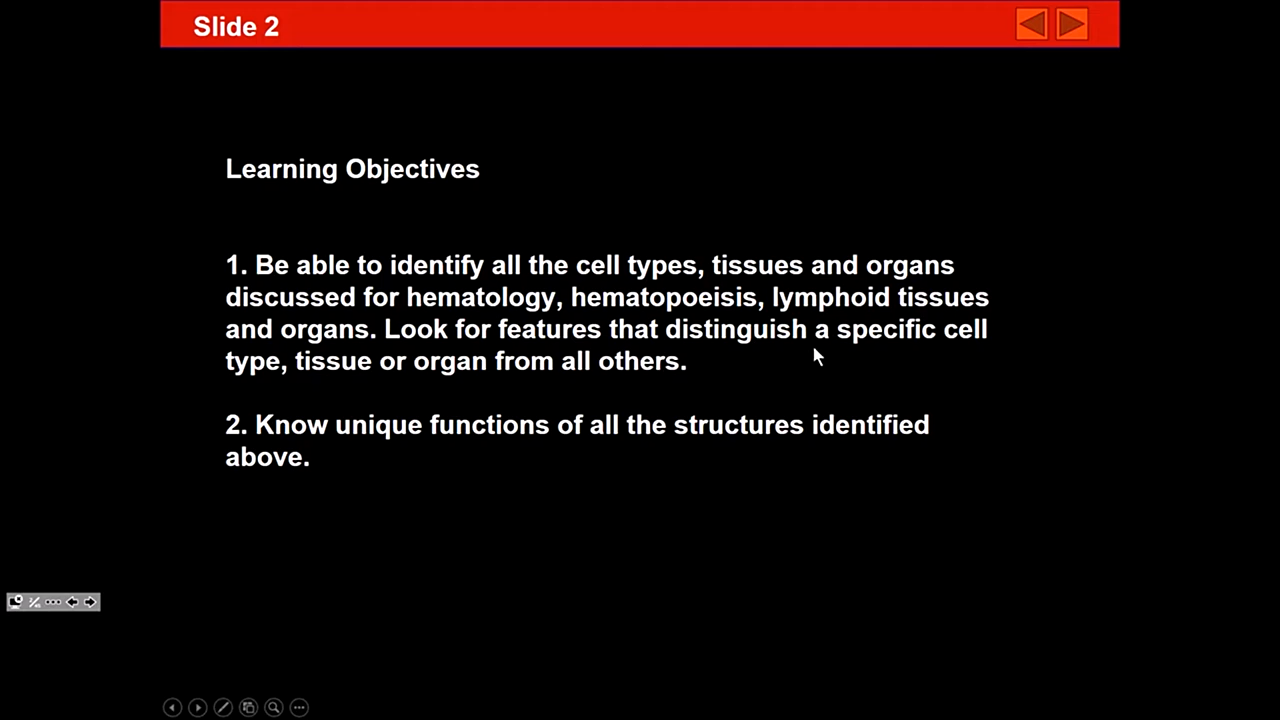 Slide 2
Learning Objectives
1. Be able to identify all the cell types, tissues and organs
discussed for hematology, hematopoeisis, lymphoid tissues
and organs. Look for features that distinguish a specific cell
type, tissue or organ from all others.
2. Know unique functions of all the structures identified
above.